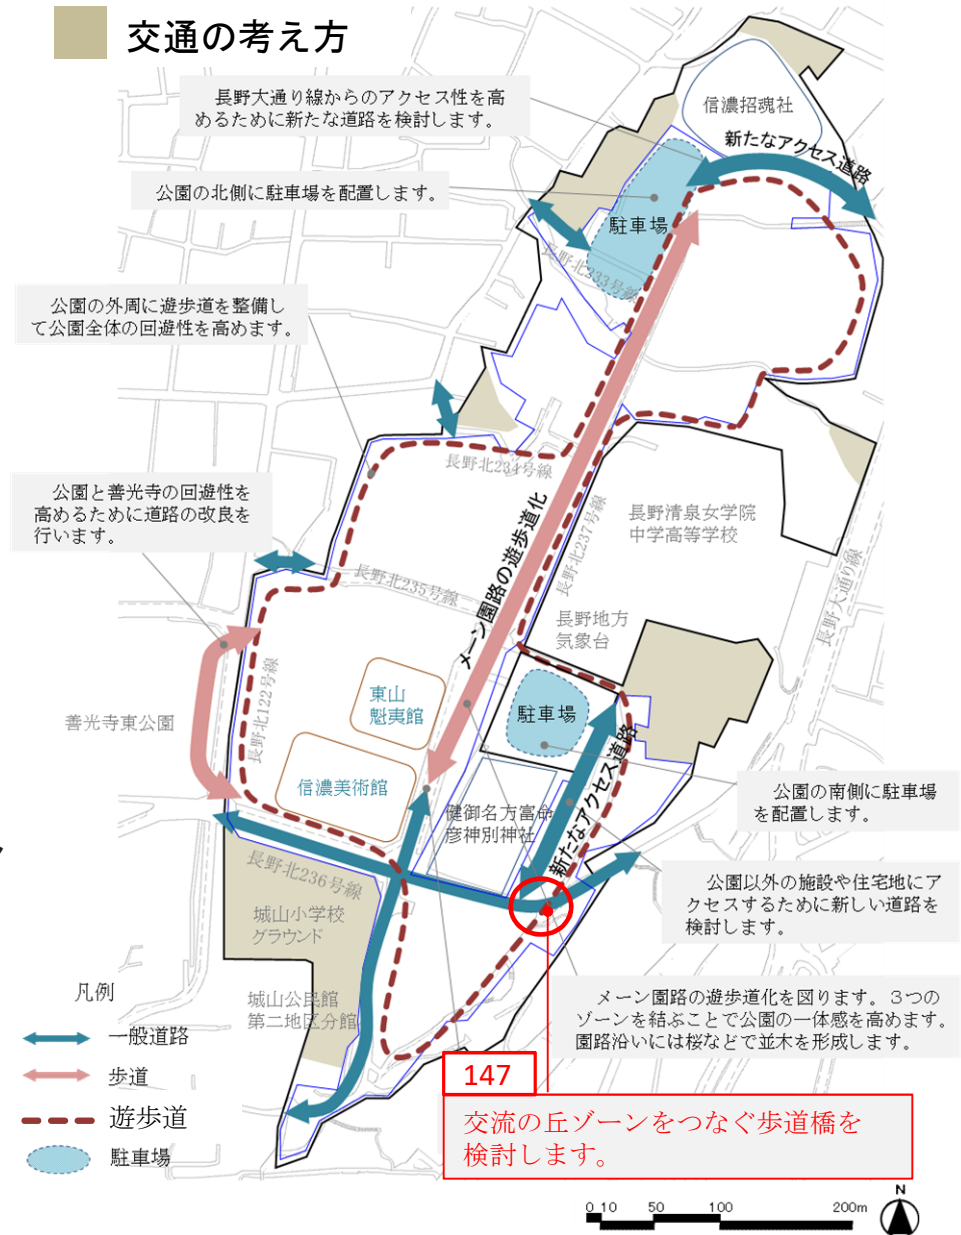 交通の考え方
長野大通り線からのアクセス性を高
めるために新たな道路を検討します。
信濃招魂社
新たなアクセス道路
公園の北側に駐車場を配置します。
駐車場
長野北233号線
公園の外周に遊歩道を整備し
て公園全体の回遊性を高めます。
長野北234号線
公園と善光寺の回遊性を
高めるために道路の改良を
行います。
メーン園路の遊歩道化
長野北237号線
長野清泉女学院
中学高等学校
長野大通り線
長野北235号線
長野地方
気象台
長野北122号線
善光寺東公園
東山
魁夷館
駐車場
信濃美術館
健御名方富命
彦神別神社
新たなアクセス道路
公園の南側に駐車場
を配置します。
長野北236号線
公園以外の施設や住宅地にア
クセスするために新しい道路を
検討します。
城山小学校
グラウンド
城山公民館
第二地区分館
メーン園路の遊歩道化を図ります。３つの
ゾーンを結ぶことで公園の一体感を高めます。
園路沿いには桜などで並木を形成します。
凡例
一般道路
歩道
遊歩道
駐車場
147
交流の丘ゾーンをつなぐ歩道橋を
検討します。
0 10 50 100 200m
N